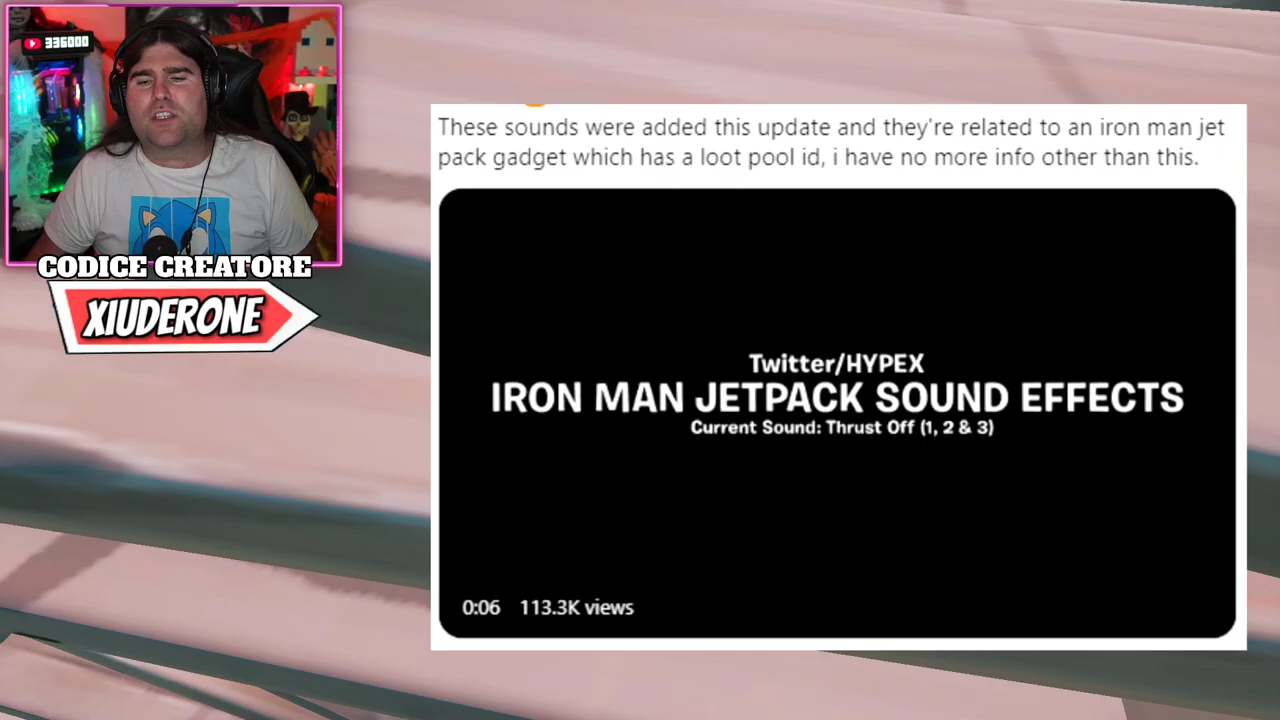 336000
CODICE CREATORE
XIUDERONE
These sounds were added this update and they're related to an iron man jet
pack gadget which has a loot pool id, i have no more info other than this.
Twitter/HYPEX
IRON MAN JETPACK SOUND EFFECTS
Current Sound: Thrust Off (1, 2 & 3)
0:06 113.3K views